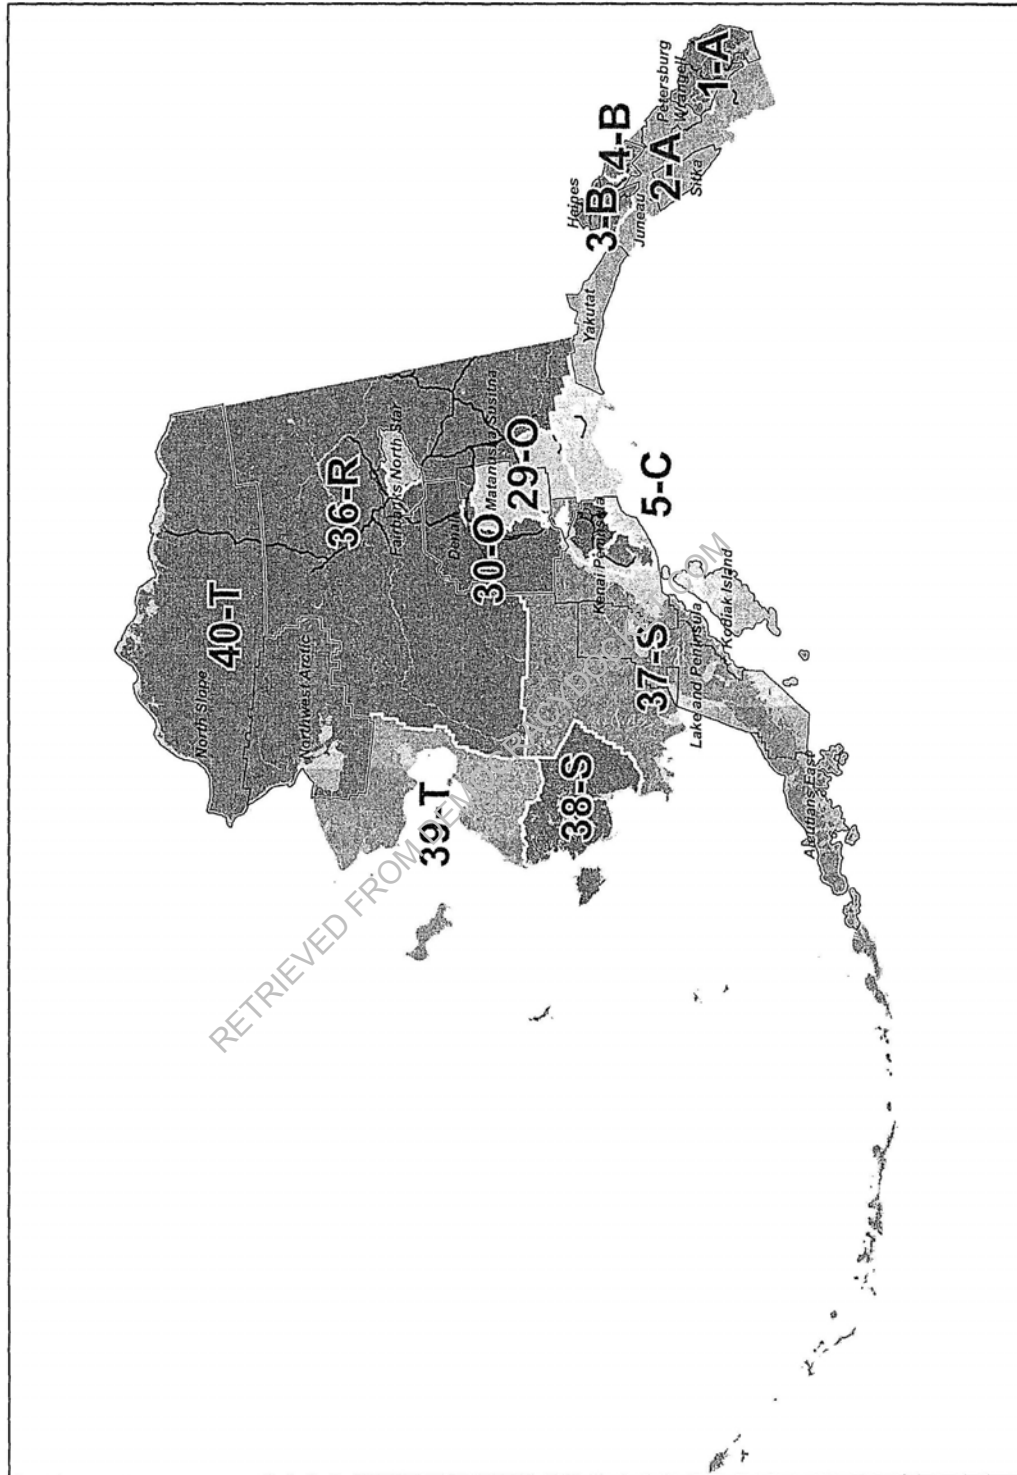 40-T
North Slope
Northwest Arctic
36-R
Fairbanks North Star
39-T
Denali
30-O
Matanuska-Susitna
29-O
38-S
37-S
Kenai Peninsula
5-C
Lake and Peninsula
Kodiak Island
Aleutians East
Yakutat
Haines
3-B
Juneau
4-B
2-A
Sitka
Petersburg
Wrangell
1-A
RETRIEVED FROM DEMOCRACYDOCKET.COM